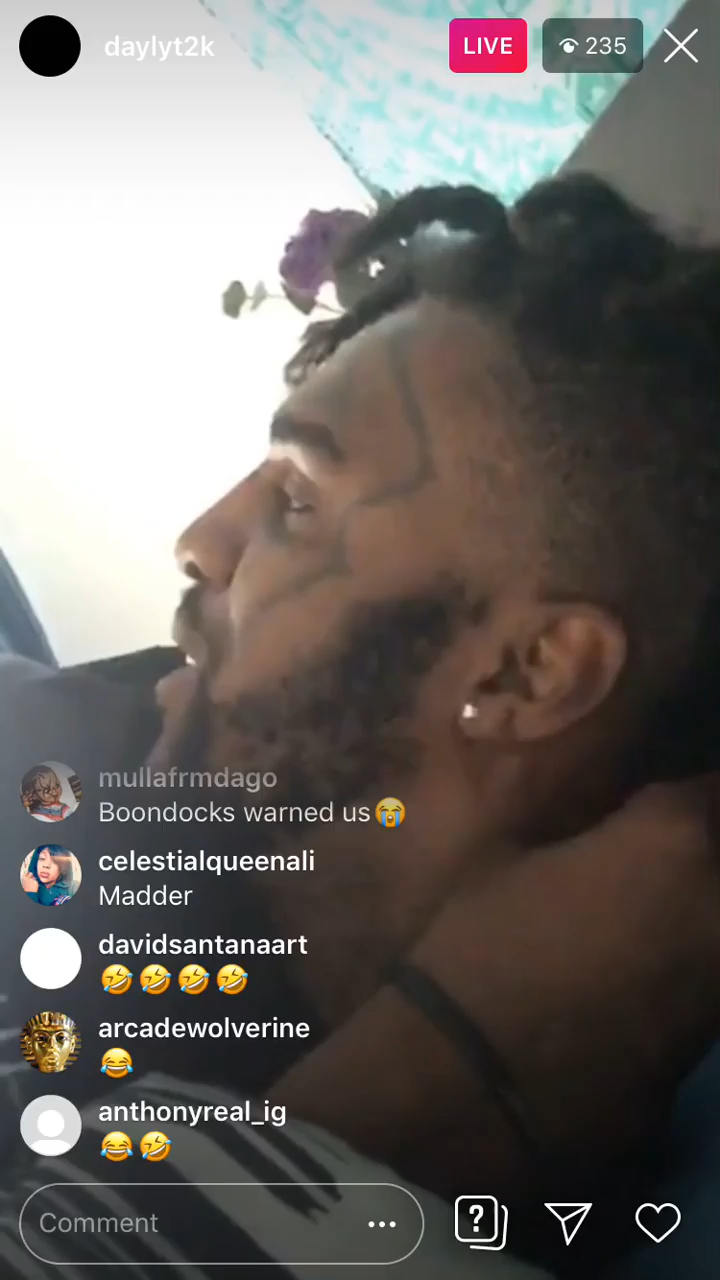 daylyt2k
LIVE
235
mullafrmdago
Boondocks warned us😭
celestialqueenali
Madder
davidsantanaart
🤣🤣🤣🤣
arcadewolverine
😂
anthonyreal_ig
😂🤣
Comment
?